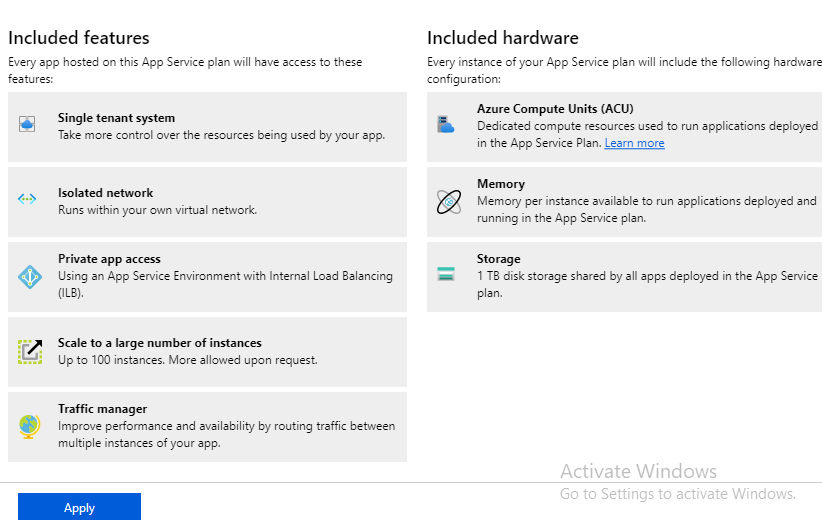 Included features
Every app hosted on this App Service plan will have access to these
features:
Single tenant system
Take more control over the resources being used by your app.
Isolated network
Runs within your own virtual network.
Private app access
Using an App Service Environment with Internal Load Balancing
(ILB).
Scale to a large number of instances
Up to 100 instances. More allowed upon request.
Traffic manager
Improve performance and availability by routing traffic between
multiple instances of your app.
Included hardware
Every instance of your App Service plan will include the following hardware
configuration:
Azure Compute Units (ACU)
Dedicated compute resources used to run applications deployed
in the App Service Plan. Learn more
Memory
Memory per instance available to run applications deployed and
running in the App Service plan.
Storage
1 TB disk storage shared by all apps deployed in the App Service
plan.
Activate Windows
Go to Settings to activate Windows.
Apply